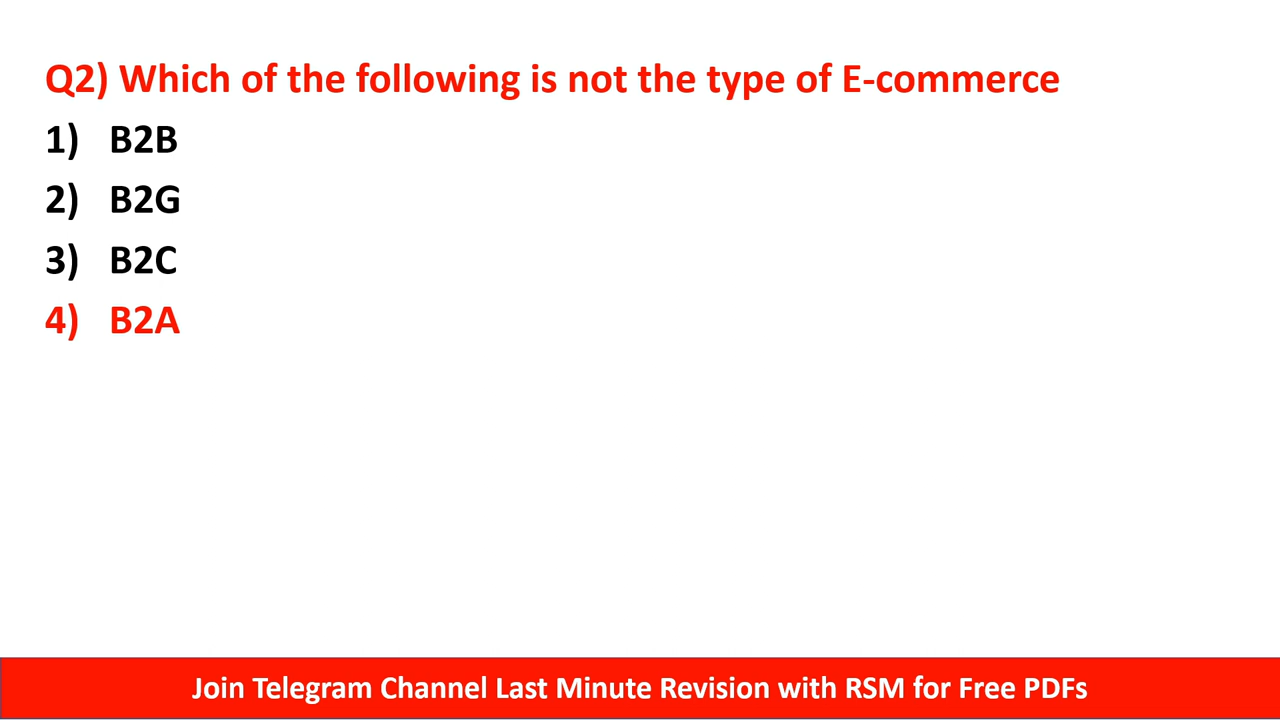 Q2) Which of the following is not the type of E-commerce
1) B2B
2) B2G
3) B2C
4) B2A
Join Telegram Channel Last Minute Revision with RSM for Free PDFs